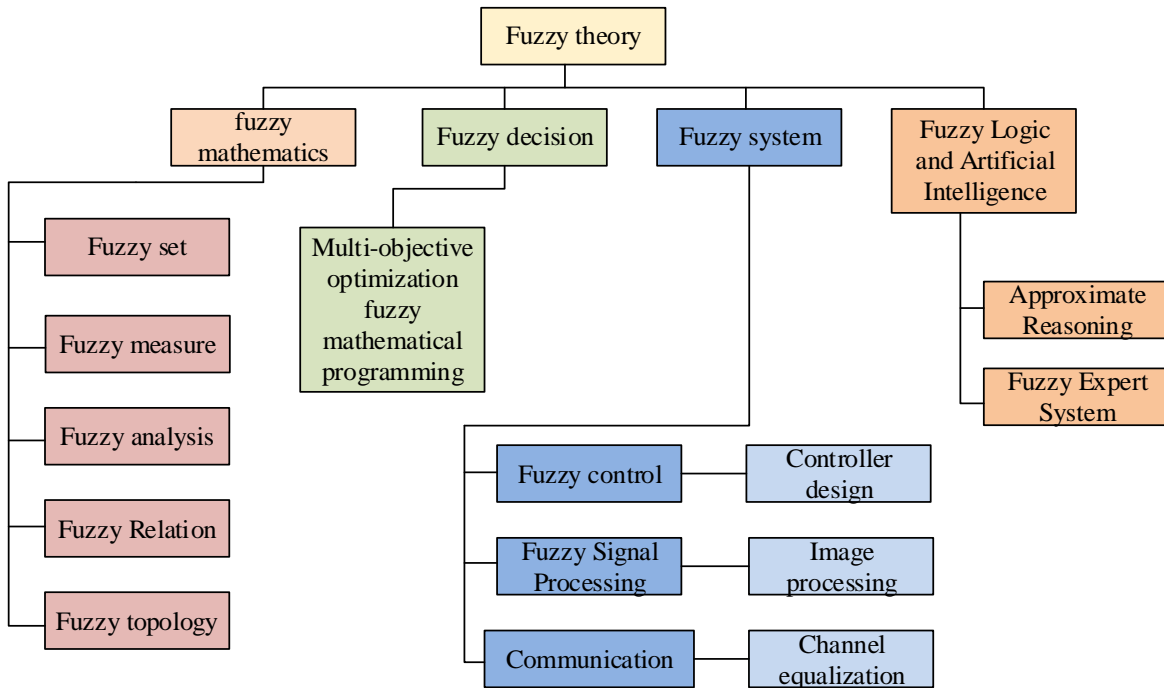 Fuzzy theory
fuzzy
mathematics
Fuzzy decision
Fuzzy system
Fuzzy Logic
and Artificial
Intelligence
Fuzzy set
Fuzzy measure
Fuzzy analysis
Fuzzy Relation
Fuzzy topology
Multi-objective
optimization
fuzzy
mathematical
programming
Fuzzy control
Controller
design
Fuzzy Signal
Processing
Image
processing
Communication
Channel
equalization
Approximate
Reasoning
Fuzzy Expert
System